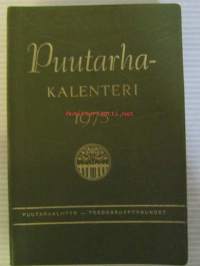 Puutarha-
KALENTERI
1973
PUUTARHALIITTO — TRÄDGÅRDSFÖRBUNDET